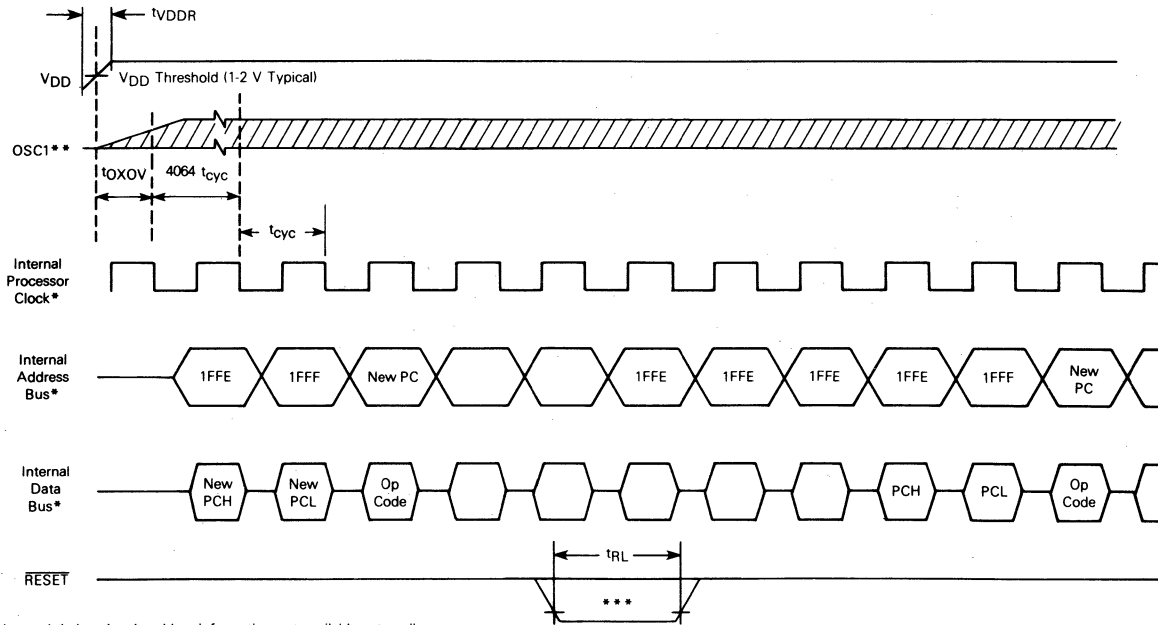 tVDDR
VDD
VDD Threshold (1-2 V Typical)
OSC1**
tOXOV
4064 tcyc
tcyc
Internal
Processor
Clock*
Internal
Address
Bus*
1FFE
1FFF
New PC
1FFE
1FFE
1FFE
1FFE
1FFF
New
PC
Internal
Data
Bus*
New
PCH
New
PCL
Op
Code
PCH
PCL
Op
Code
tRL
RESET
***